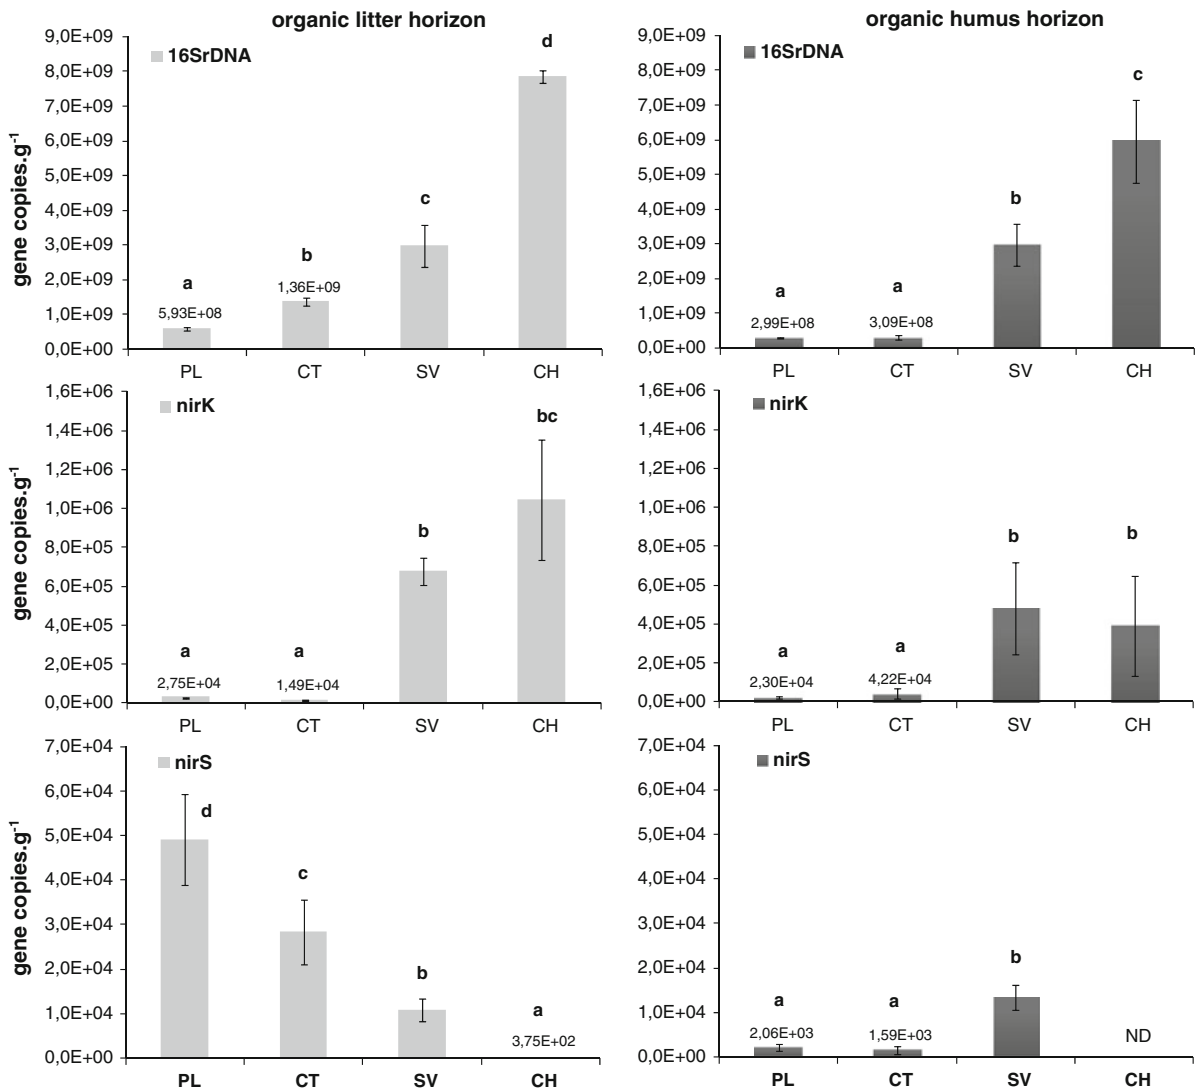 organic litter horizon
organic humus horizon
gene copies.g-1
9,0E+09
8,0E+09
7,0E+09
6,0E+09
5,0E+09
4,0E+09
3,0E+09
2,0E+09
1,0E+09
0,0E+00
16SrDNA
a
b
c
d
5,93E+08
1,36E+09
PL
CT
SV
CH
9,0E+09
8,0E+09
7,0E+09
6,0E+09
5,0E+09
4,0E+09
3,0E+09
2,0E+09
1,0E+09
0,0E+00
16SrDNA
a
a
b
c
2,99E+08
3,09E+08
PL
CT
SV
CH
gene copies.g-1
1,6E+06
1,4E+06
1,2E+06
1,0E+06
8,0E+05
6,0E+05
4,0E+05
2,0E+05
0,0E+00
nirK
a
a
b
bc
2,75E+04
1,49E+04
PL
CT
SV
CH
1,6E+06
1,4E+06
1,2E+06
1,0E+06
8,0E+05
6,0E+05
4,0E+05
2,0E+05
0,0E+00
nirK
a
a
b
b
2,30E+04
4,22E+04
PL
CT
SV
CH
gene copies.g-1
7,0E+04
6,0E+04
5,0E+04
4,0E+04
3,0E+04
2,0E+04
1,0E+04
0,0E+00
nirS
d
c
b
a
3,75E+02
PL
CT
SV
CH
7,0E+04
6,0E+04
5,0E+04
4,0E+04
3,0E+04
2,0E+04
1,0E+04
0,0E+00
nirS
a
a
b
2,06E+03
1,59E+03
ND
PL
CT
SV
CH